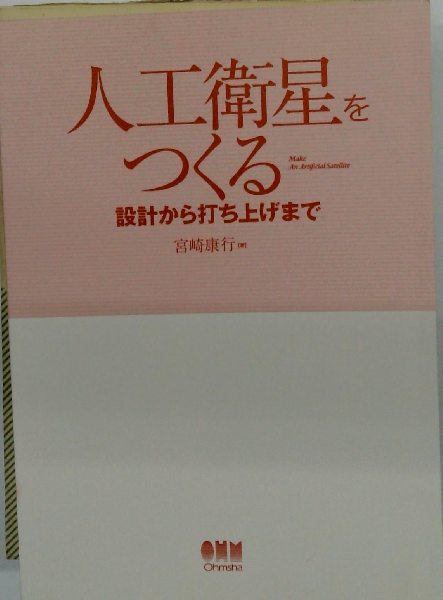 人工衛星を
つくる
Make
An Artificial Satellite
設計から打ち上げまで
宮崎康行[著]
OHM
Ohmsha